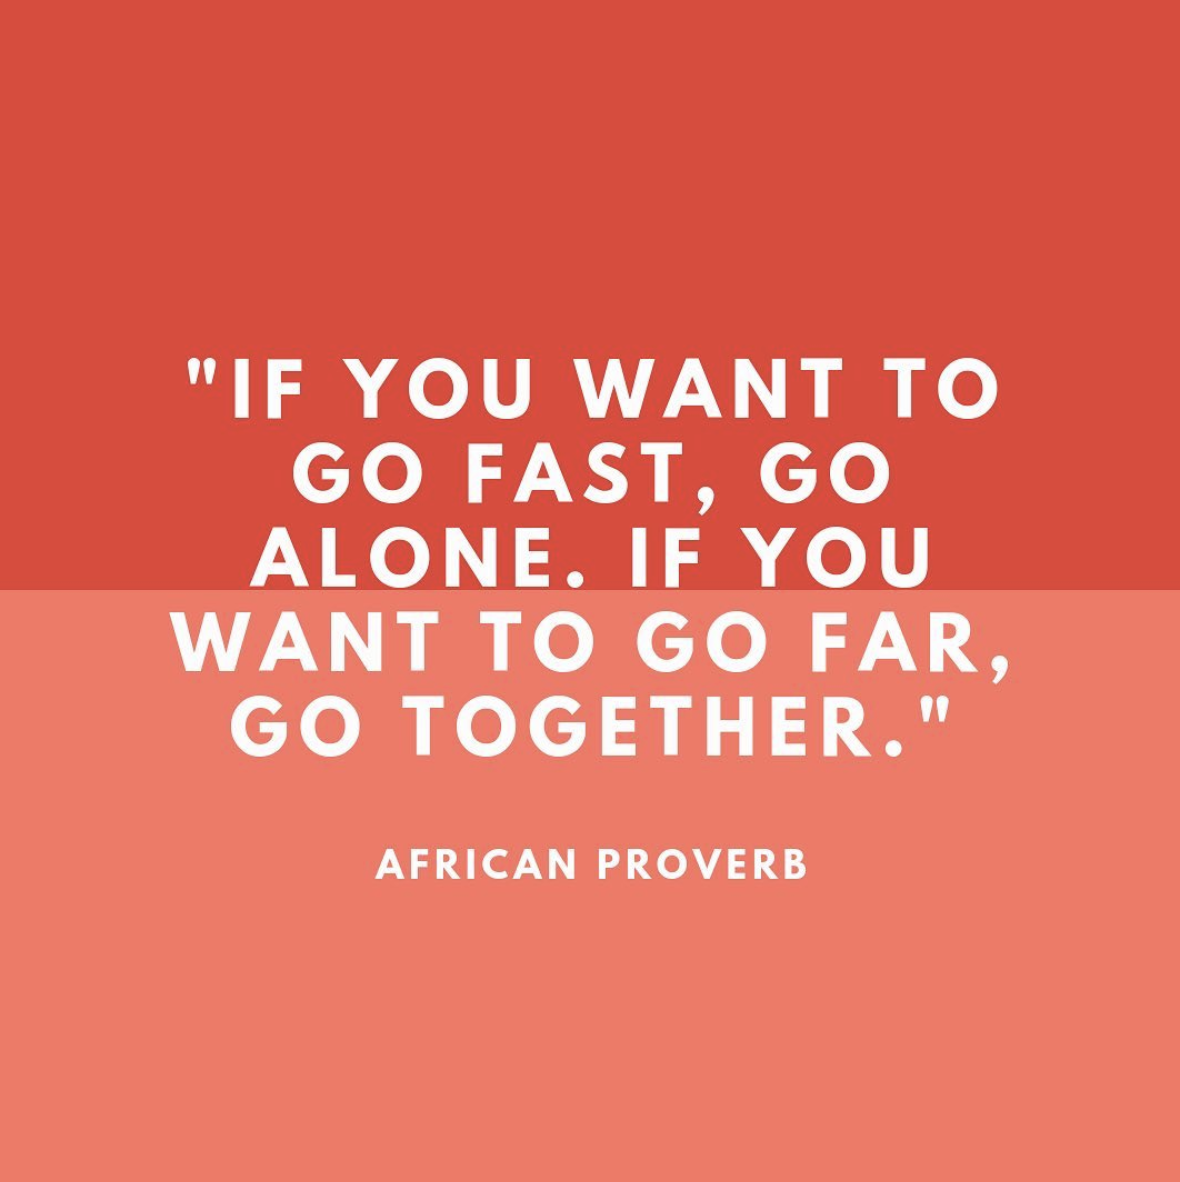 "IF YOU WANT TO
GO FAST, GO
ALONE. IF YOU
WANT TO GO FAR,
GO TOGETHER."
AFRICAN PROVERB